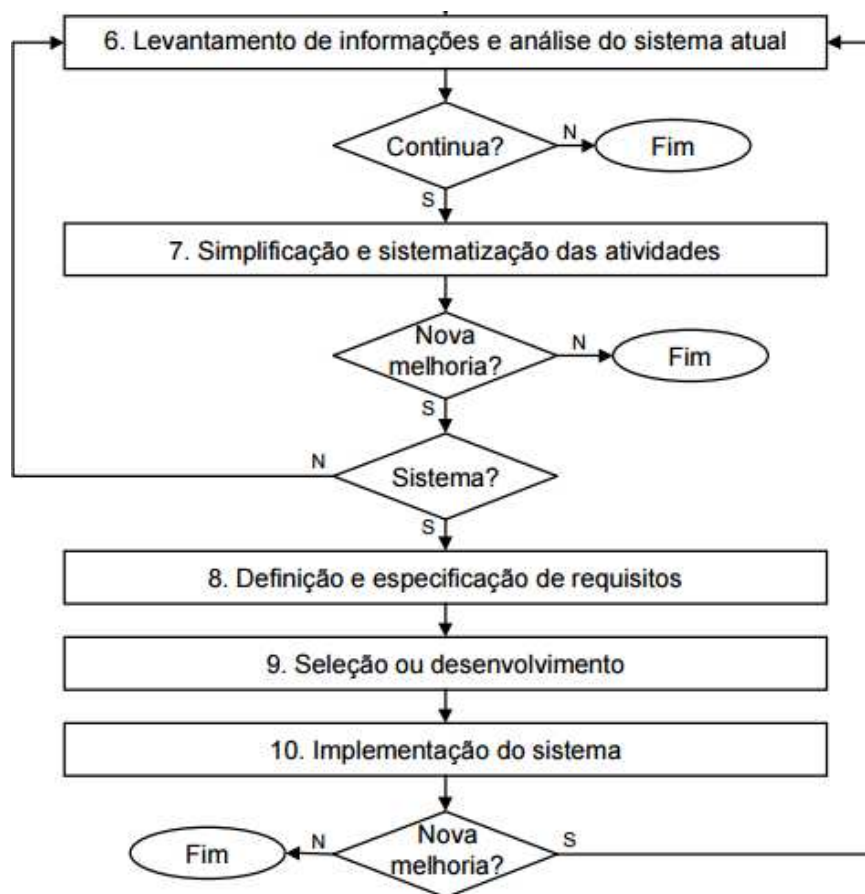 6. Levantamento de informações e análise do sistema atual
Continua?
N
Fim
S
7. Simplificação e sistematização das atividades
Nova
melhoria?
N
Fim
S
N
Sistema?
S
8. Definição e especificação de requisitos
9. Seleção ou desenvolvimento
10. Implementação do sistema
Fim
N
Nova
melhoria?
S